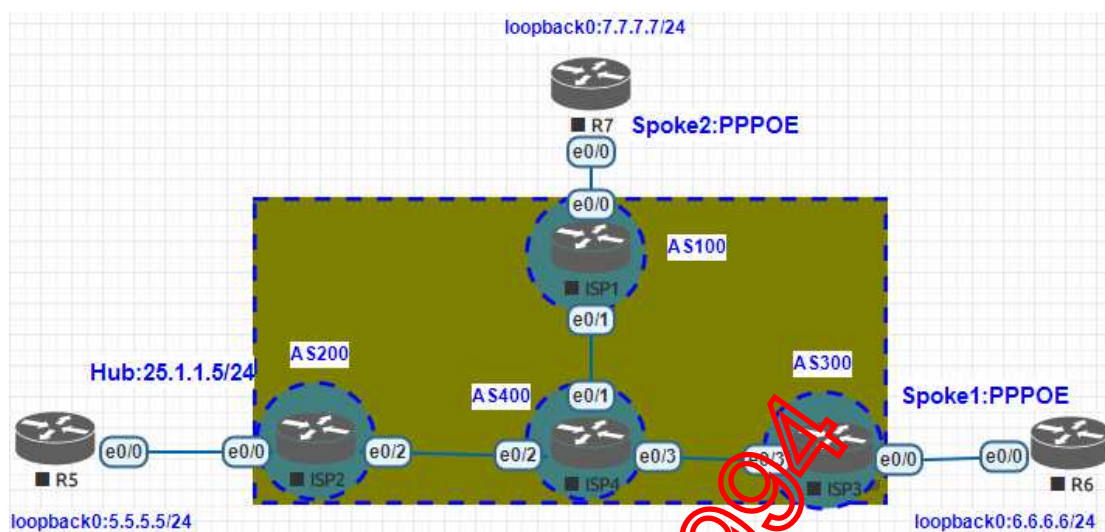 loopback0:7.7.7.7/24
R7
Spoke2:PPPOE
e0/0
e0/0
AS100
ISP1
e0/1
AS200
AS300
Hub:25.1.1.5/24
AS400
e0/1
Spoke1:PPPOE
e0/0
e0/0
e0/2
e0/2
e0/3
e0/3
e0/0
e0/0
R5
ISP2
ISP4
ISP3
R6
loopback0:5.5.5.5/24
loopback0:6.6.6.6/24